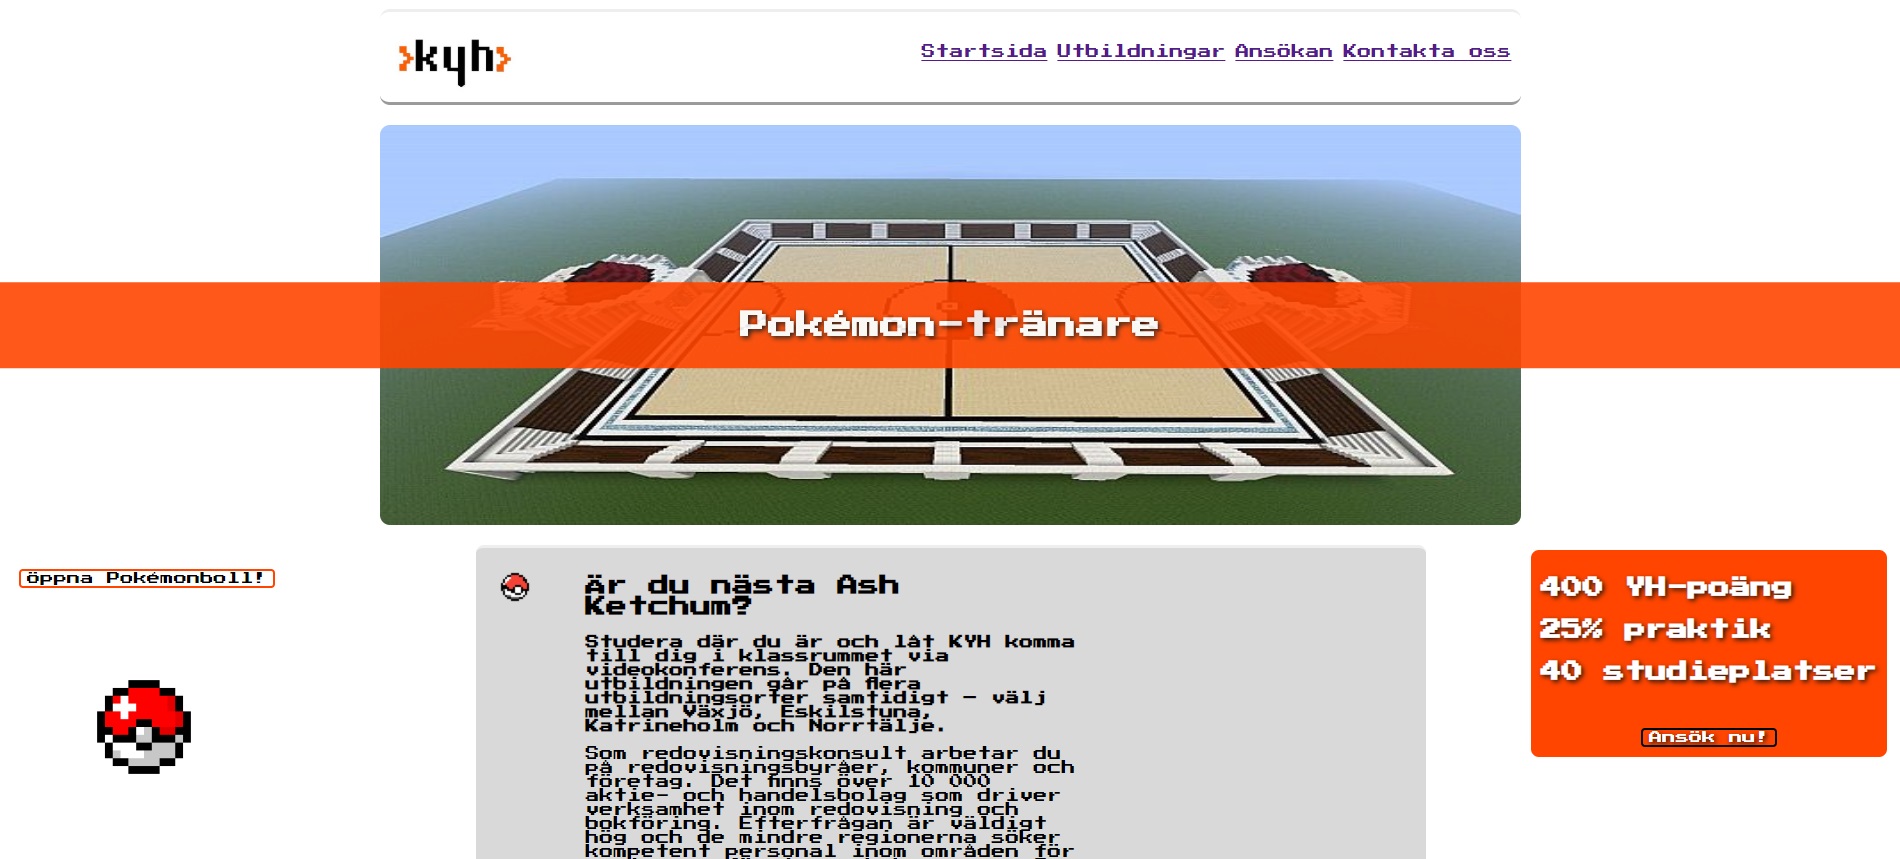 kyh
Startsida Utbildningar Ansökan Kontakta oss
Pokémon-tränare
öppna Pokémonboll!
Är du nästa Ash
Ketchum?
Studera där du är och låt KYH komma
till dig i klassrummet via
videokonferens. Den här
utbildningen går på flera
utbildningsorter samtidigt – välj
mellan Växjö, Eskilstuna,
Katrineholm och Norrtälje.
Som redovisningskonsult arbetar du
på redovisningsbyråer, kommuner och
företag. Det finns över 10 000
aktie- och handelsbolag som driver
verksamhet inom redovisning och
bokföring. Efterfrågan är väldigt
hög och de mindre regionerna söker
kompetent personal inom områden för
400 YH-poäng
25% praktik
40 studieplatser
Ansök nu!